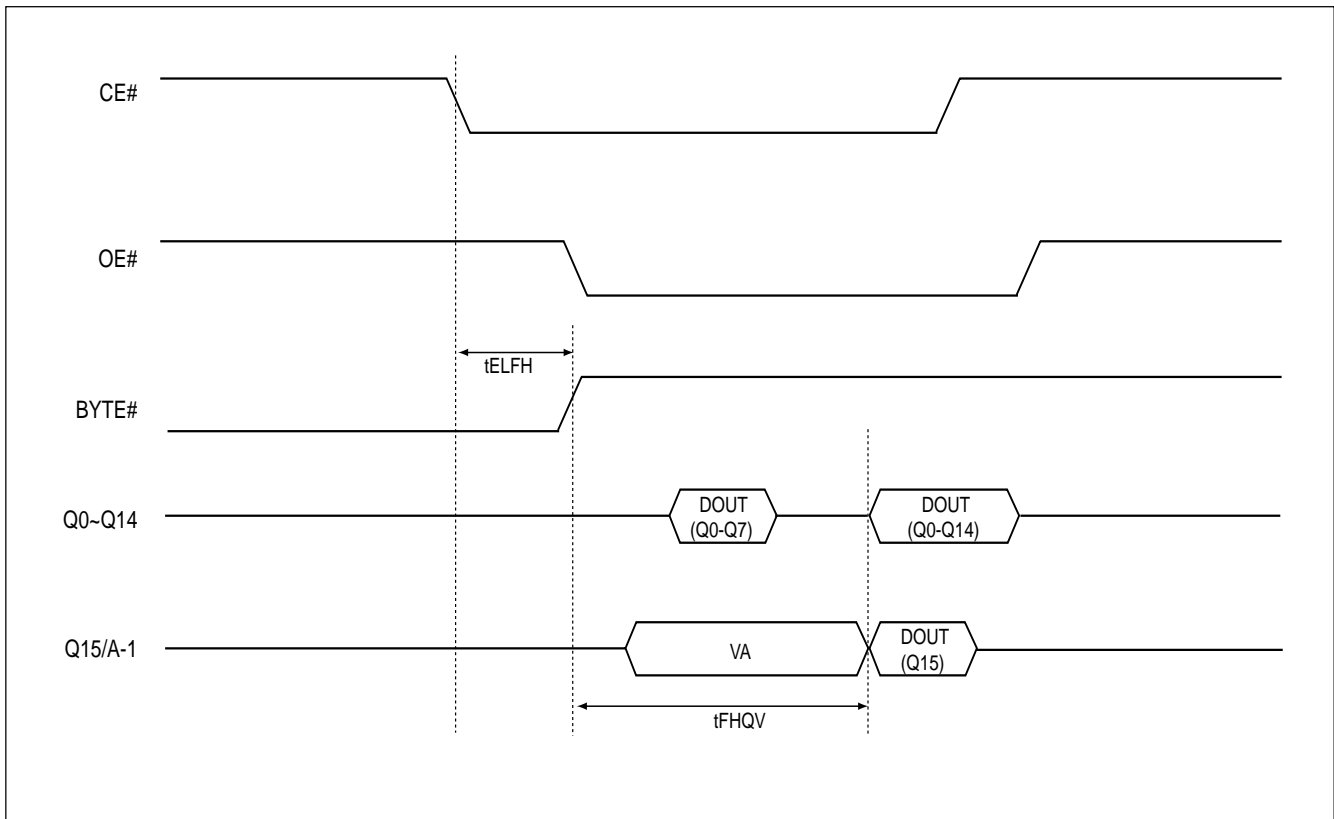 CE#
OE#
tELFH
BYTE#
Q0~Q14
DOUT
(Q0-Q7)
DOUT
(Q0-Q14)
Q15/A-1
VA
DOUT
(Q15)
tFHQV